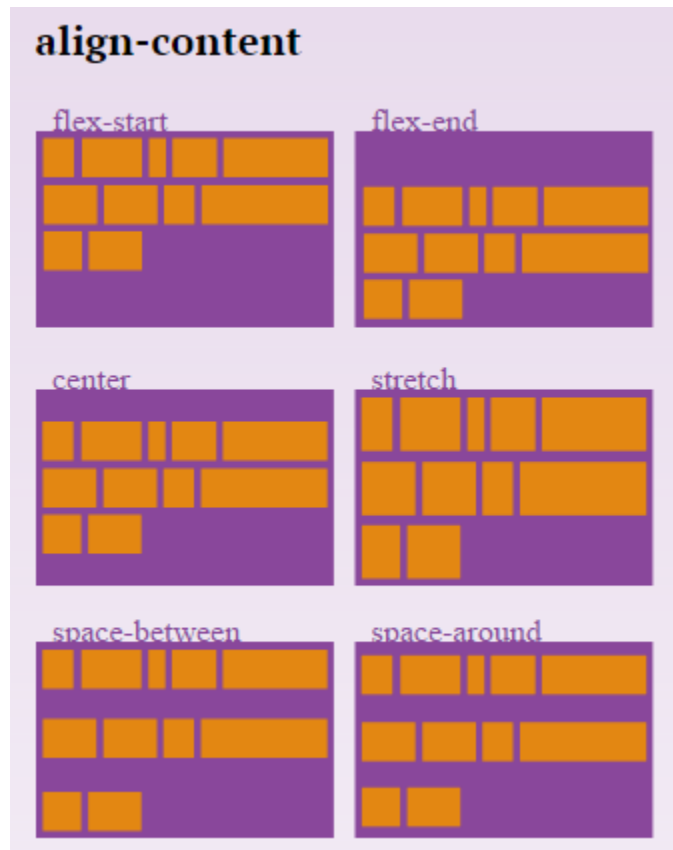 align-content
flex-start
flex-end
center
stretch
space-between
space-around